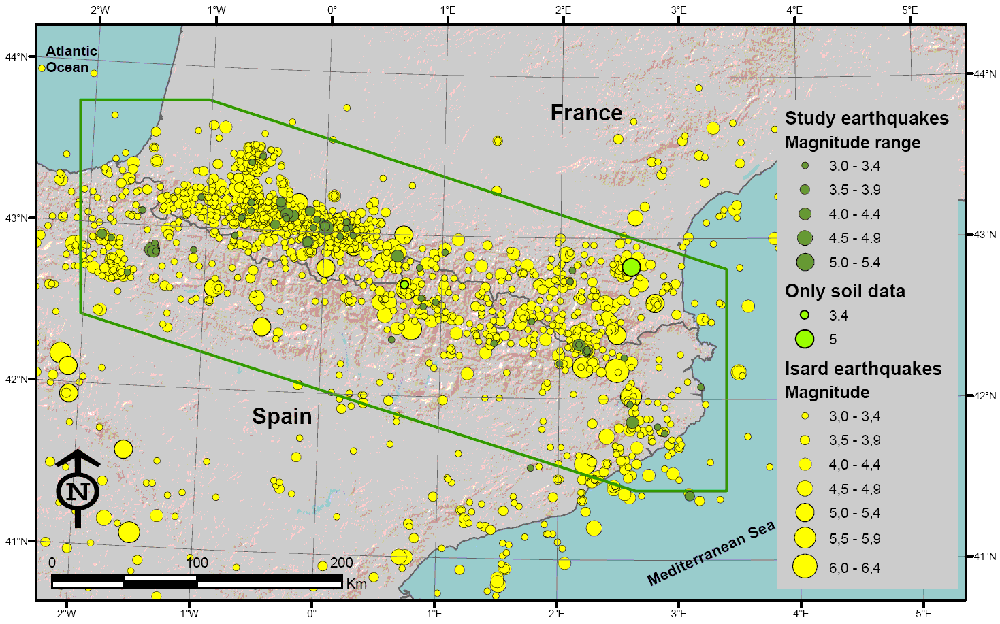 2°W 1°W 0° 1°E 2°E 3°E 4°E 5°E
44°N
Atlantic
Ocean
44°N
France
Study earthquakes
Magnitude range
3.0 - 3.4
3.5 - 3.9
4.0 - 4.4
43°N
43°N
4.5 - 4.9
5.0 - 5.4
Only soil data
3.4
5
Isard earthquakes
Magnitude
42°N
42°N
Spain
3,0 - 3,4
3,5 - 3,9
4,0 - 4,4
N
4,5 - 4,9
5,0 - 5,4
Mediterranean Sea
5,5 - 5,9
41°N
41°N
6,0 - 6,4
0 100 200
Km
2°W 1°W 0° 1°E 2°E 3°E 4°E 5°E